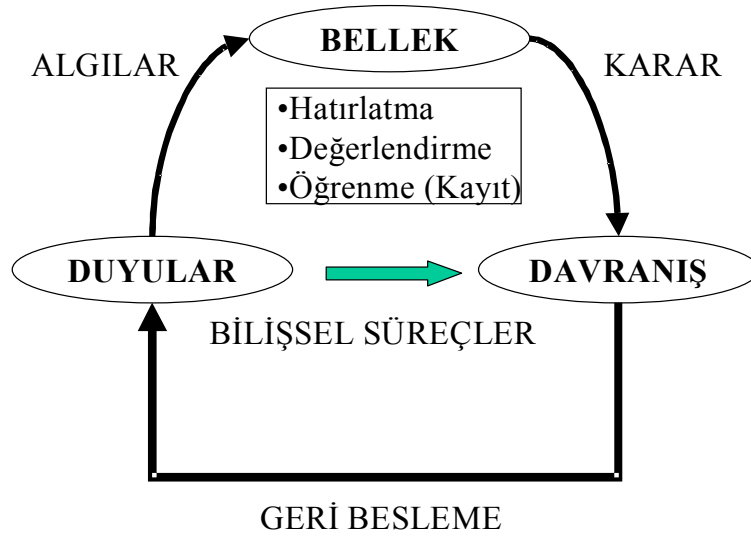 BELLEK
ALGILAR
KARAR
•Hatırlatma
•Değerlendirme
•Öğrenme (Kayıt)
DUYULAR
DAVRANIŞ
BİLİŞSEL SÜREÇLER
GERİ BESLEME